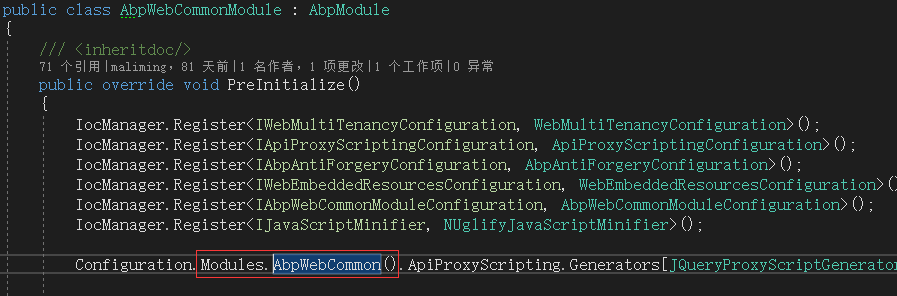 public class AbpWebCommonModule : AbpModule
{
/// <inheritdoc/>
71 个引用|maliming，81 天前|1 名作者，1 项更改|1 个工作项|0 异常
public override void PreInitialize()
{
IocManager.Register<IWebMultiTenancyConfiguration, WebMultiTenancyConfiguration>();
IocManager.Register<IApiProxyScriptingConfiguration, ApiProxyScriptingConfiguration>();
IocManager.Register<IAbpAntiForgeryConfiguration, AbpAntiForgeryConfiguration>();
IocManager.Register<IWebEmbeddedResourcesConfiguration, WebEmbeddedResourcesConfiguration>()
IocManager.Register<IAbpWebCommonModuleConfiguration, AbpWebCommonModuleConfiguration>();
IocManager.Register<IJavaScriptMinifier, NUglifyJavaScriptMinifier>();
Configuration.Modules.AbpWebCommon().ApiProxyScripting.Generators[JQueryProxyScriptGenerator